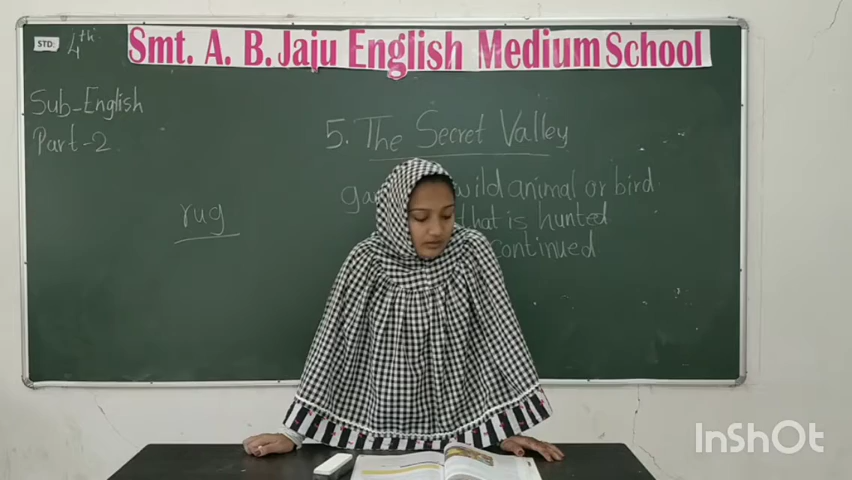 STD: 4th
Smt. A. B. Jaju English Medium School
Sub-English
Part-2
5. The Secret Valley
rug
wild animal or bird
that is hunted
continued
InShOt